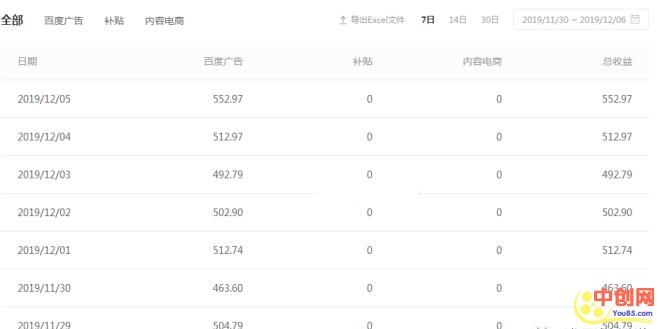 全部 百度广告 补贴 内容电商 导出Excel文件 7日 14日 30日 2019/11/30 ~ 2019/12/06
日期 百度广告 补贴 内容电商 总收益
2019/12/05 552.97 0 0 552.97
2019/12/04 512.97 0 0 512.97
2019/12/03 492.79 0 0 492.79
2019/12/02 502.90 0 0 502.90
2019/12/01 512.74 0 0 512.74
2019/11/30 463.60 0 0 463.60
中创网
You85.com
2019/11/29 504.79 0 0 504.79